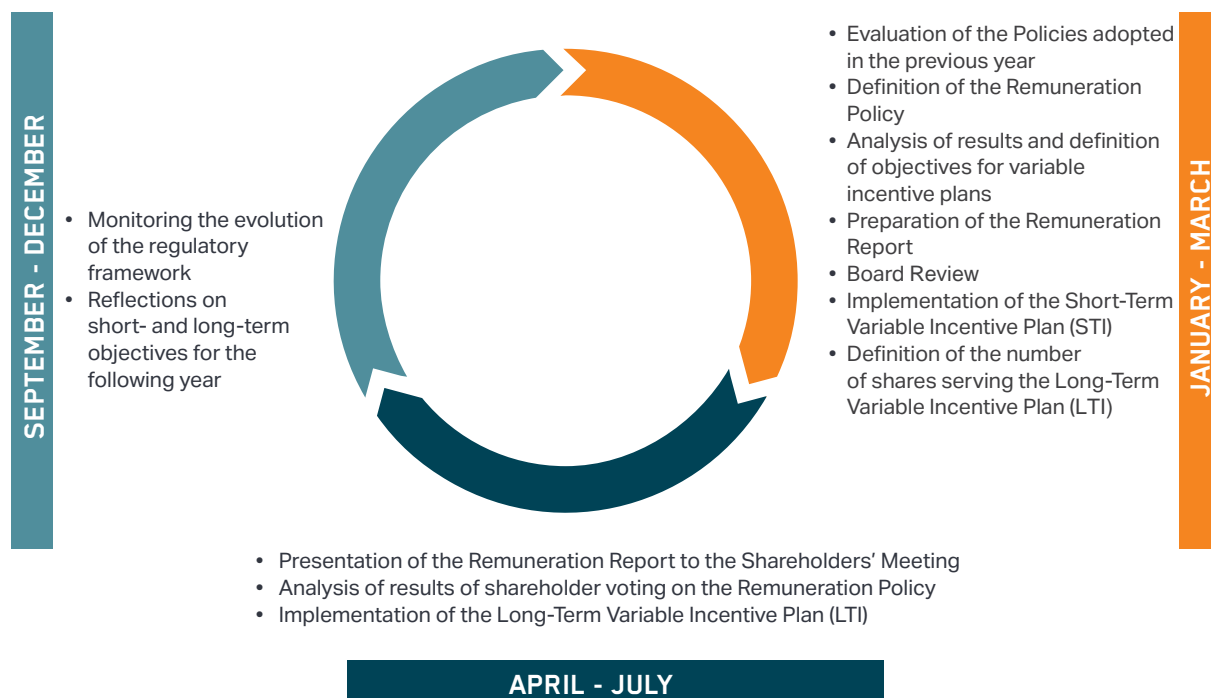 • Evaluation of the Policies adopted
in the previous year
• Definition of the Remuneration
Policy
• Analysis of results and definition
of objectives for variable
incentive plans
• Preparation of the Remuneration
Report
• Board Review
• Implementation of the Short-Term
Variable Incentive Plan (STI)
• Definition of the number
of shares serving the Long-Term
Variable Incentive Plan (LTI)
JANUARY - MARCH
SEPTEMBER - DECEMBER
• Monitoring the evolution
of the regulatory
framework
• Reflections on
short- and long-term
objectives for the
following year
• Presentation of the Remuneration Report to the Shareholders’ Meeting
• Analysis of results of shareholder voting on the Remuneration Policy
• Implementation of the Long-Term Variable Incentive Plan (LTI)
APRIL - JULY